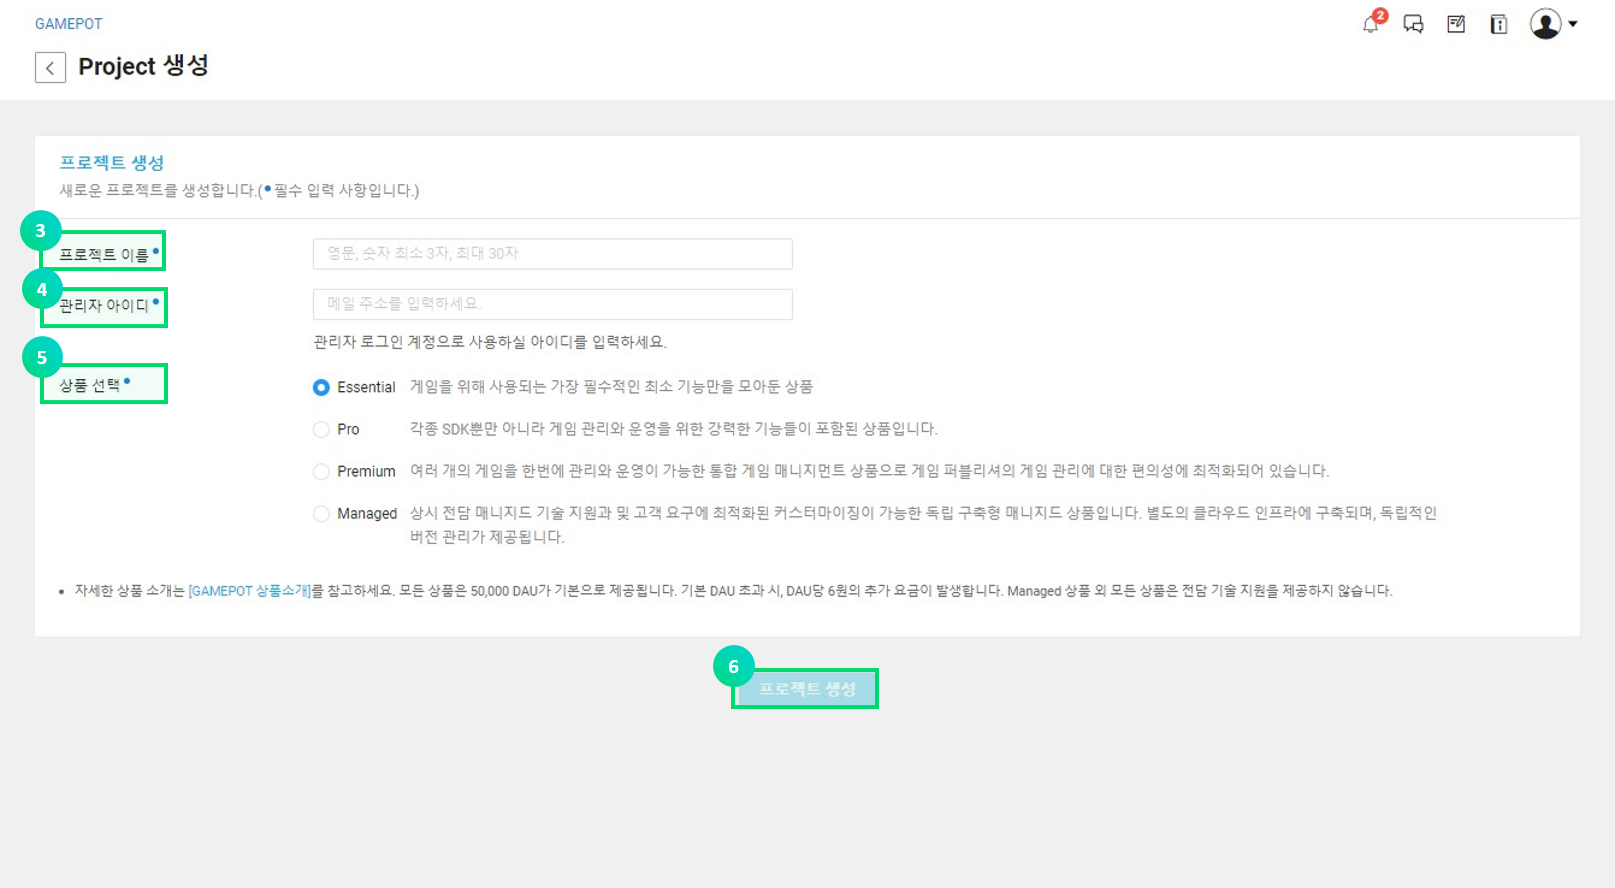 GAMEPOT
2
Project 생성
프로젝트 생성
새로운 프로젝트를 생성합니다.(• 필수 입력 사항입니다.)
3
프로젝트 이름 •
영문, 숫자 최소 3자, 최대 30자
4
관리자 아이디 •
메일 주소를 입력하세요.
관리자 로그인 계정으로 사용하실 아이디를 입력하세요.
5
상품 선택 •
Essential 게임을 위해 사용되는 가장 필수적인 최소 기능만을 모아둔 상품
Pro 각종 SDK뿐만 아니라 게임 관리와 운영을 위한 강력한 기능들이 포함된 상품입니다.
Premium 여러 개의 게임을 한번에 관리와 운영이 가능한 통합 게임 매니지먼트 상품으로 게임 퍼블리셔의 게임 관리에 대한 편의성에 최적화되어 있습니다.
Managed 상시 전담 매니지드 기술 지원과 및 고객 요구에 최적화된 커스터마이징이 가능한 독립 구축형 매니지드 상품입니다. 별도의 클라우드 인프라에 구축되며, 독립적인
버전 관리가 제공됩니다.
• 자세한 상품 소개는 [GAMEPOT 상품소개]를 참고하세요. 모든 상품은 50,000 DAU가 기본으로 제공됩니다. 기본 DAU 초과 시, DAU당 6원의 추가 요금이 발생합니다. Managed 상품 외 모든 상품은 전담 기술 지원을 제공하지 않습니다.
6
프로젝트 생성